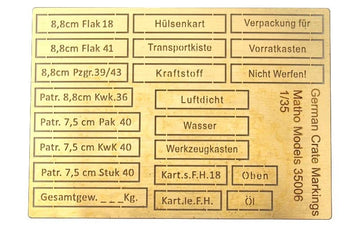 8,8cm Flak 18
Hülsenkart
Verpackung für
8,8cm Flak 41
Transportkiste
Vorratkasten
8,8cm Pzgr.39/43
Kraftstoff
Nicht Werfen!
Patr. 8,8cm Kwk.36
Luftdicht
Patr. 7,5 cm Pak 40
Wasser
Patr. 7,5 cm KwK 40
Werkzeugkasten
Patr. 7,5 cm Stuk 40
Kart.s.F.H.18
Oben
Gesamtgew. _ _ _Kg.
Kart.le.F.H.
Öl
German Crate Markings
Matho Models 35006
1/35